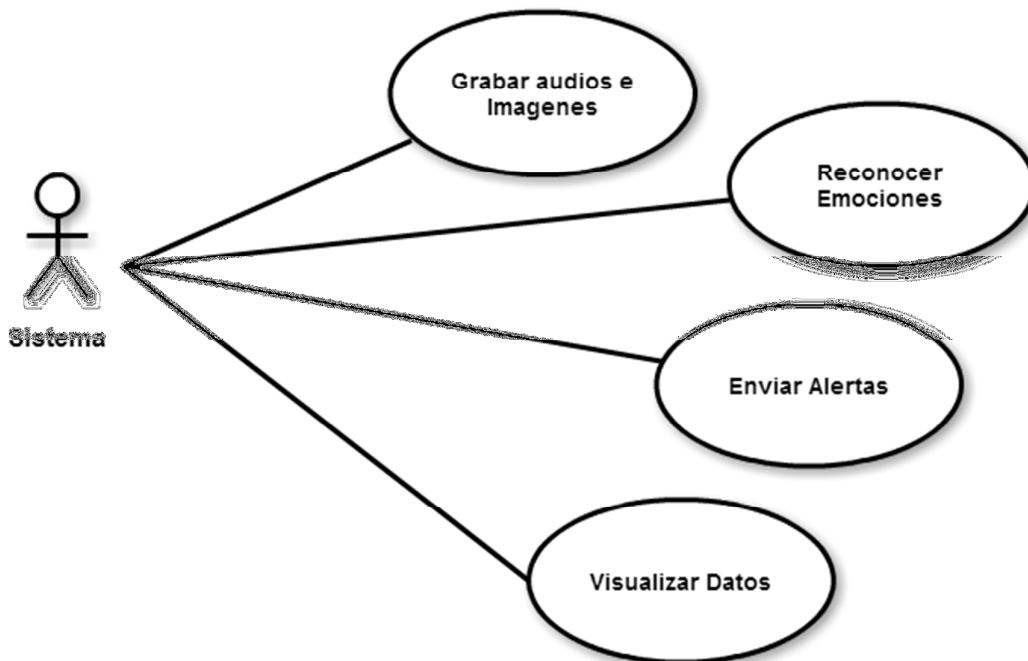 Grabar audios e
Imagenes
Reconocer
Emociones
Sistema
Enviar Alertas
Visualizar Datos